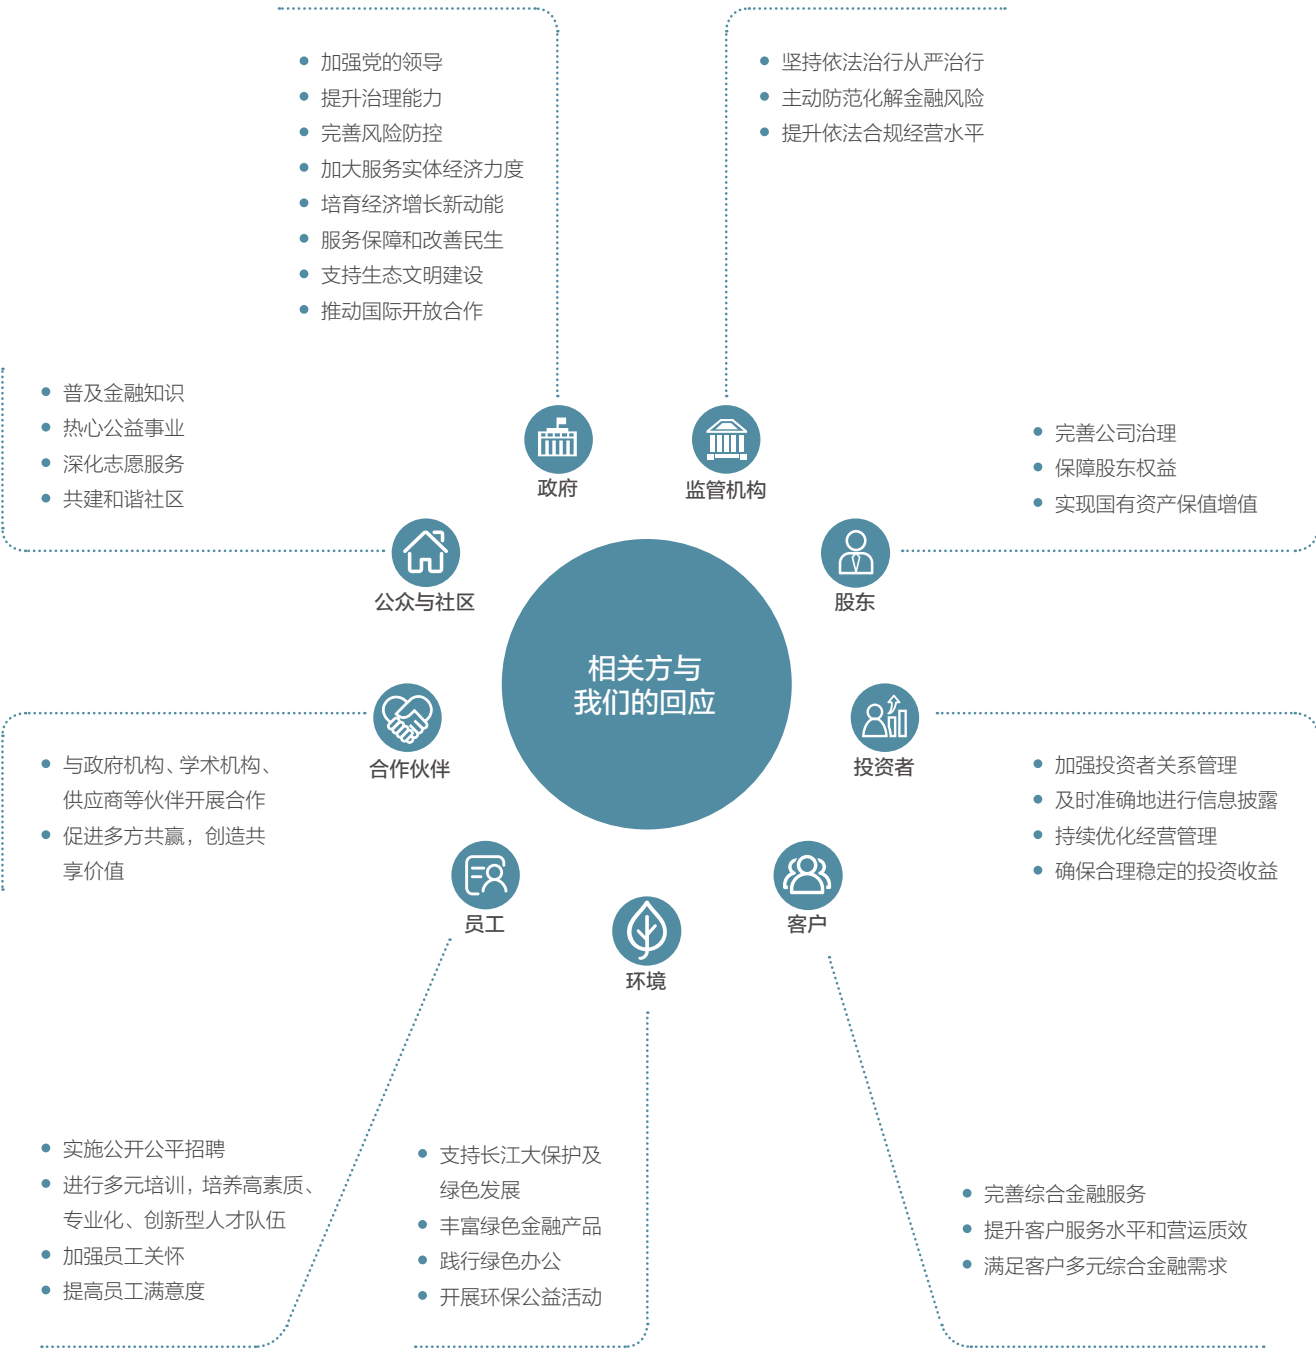 加强党的领导
提升治理能力
完善风险防控
加大服务实体经济力度
培育经济增长新动能
服务保障和改善民生
支持生态文明建设
推动国际开放合作
政府
坚持依法治行从严治行
主动防范化解金融风险
提升依法合规经营水平
监管机构
普及金融知识
热心公益事业
深化志愿服务
共建和谐社区
公众与社区
完善公司治理
保障股东权益
实现国有资产保值增值
股东
相关方与
我们的回应
与政府机构、学术机构、
供应商等伙伴开展合作
促进多方共赢，创造共
享价值
合作伙伴
投资者
加强投资者关系管理
及时准确地进行信息披露
持续优化经营管理
确保合理稳定的投资收益
员工
实施公开公平招聘
进行多元培训，培养高素质、
专业化、创新型人才队伍
加强员工关怀
提高员工满意度
环境
支持长江大保护及
绿色发展
丰富绿色金融产品
践行绿色办公
开展环保公益活动
客户
完善综合金融服务
提升客户服务水平和营运质效
满足客户多元综合金融需求